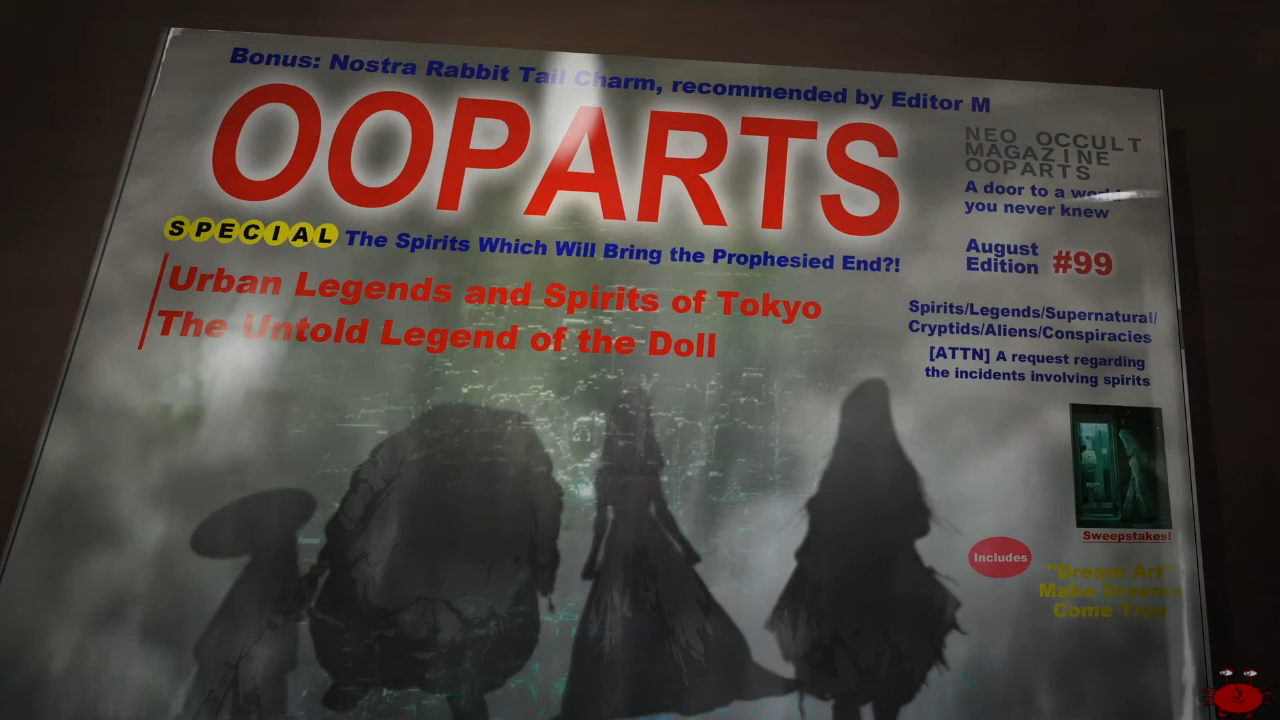 Bonus: Nostra Rabbit Tail Charm, recommended by Editor M
OOPARTS
NEO OCCULT
MAGAZINE
OOPARTS
A door to a world
you never knew
August
Edition #99
SPECIAL The Spirits Which Will Bring the Prophesied End?!
Urban Legends and Spirits of Tokyo
The Untold Legend of the Doll
Spirits/Legends/Supernatural/
Cryptids/Aliens/Conspiracies
[ATTN] A request regarding
the incidents involving spirits
Sweepstakes!
Includes
"Dream Art"
Make Dreams
Come True